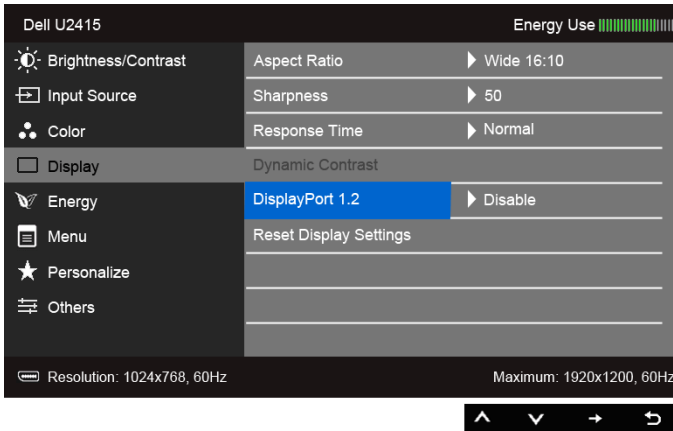 Dell U2415 Energy Use
Brightness/Contrast Aspect Ratio Wide 16:10
Input Source Sharpness 50
Color Response Time Normal
Display Dynamic Contrast
Energy DisplayPort 1.2 Disable
Menu Reset Display Settings
Personalize
Others
Resolution: 1024x768, 60Hz Maximum: 1920x1200, 60Hz